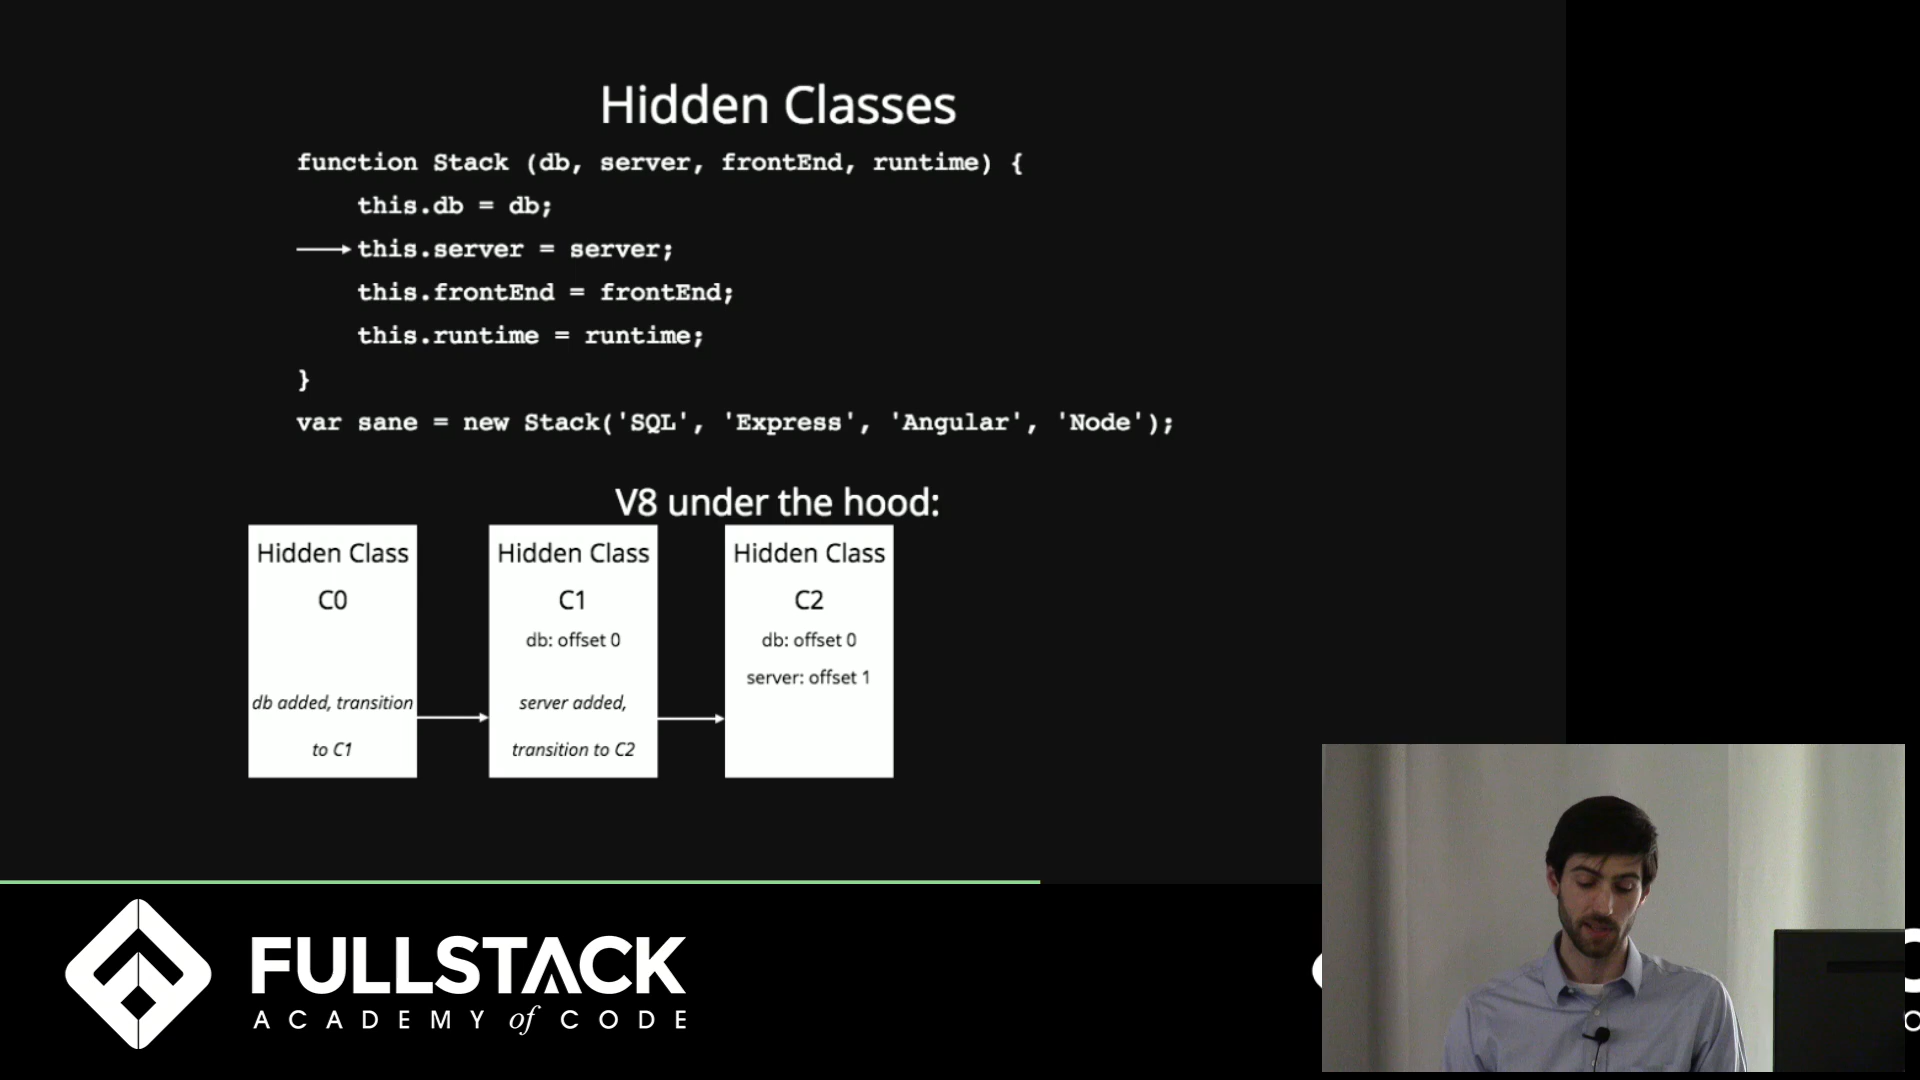 Hidden Classes
function Stack (db, server, frontEnd, runtime) {
this.db = db;
this.server = server;
this.frontEnd = frontEnd;
this.runtime = runtime;
}
var sane = new Stack('SQL', 'Express', 'Angular', 'Node');
V8 under the hood:
Hidden Class
C0
db added, transition
to C1
Hidden Class
C1
db: offset 0
server added,
transition to C2
Hidden Class
C2
db: offset 0
server: offset 1
FULLSTACK
ACADEMY of CODE